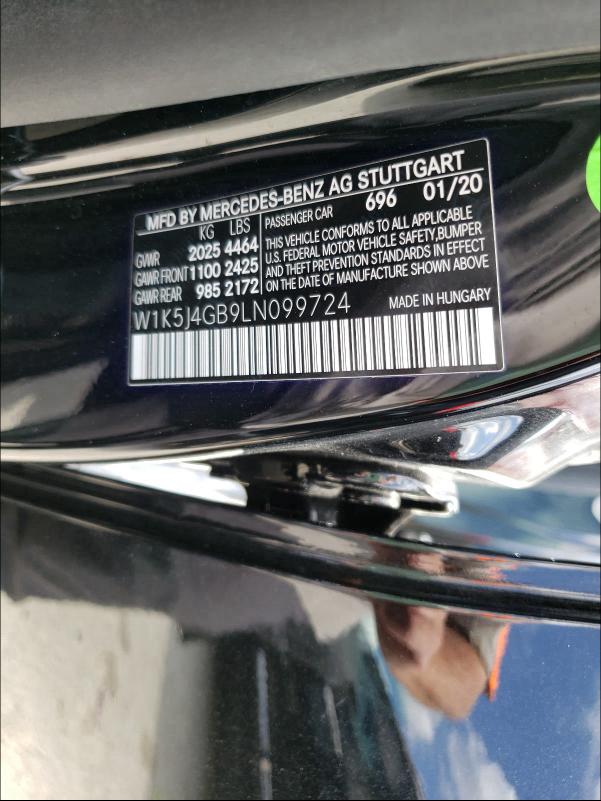 MFD BY MERCEDES-BENZ AG STUTTGART
KG LBS
GVWR 2025 4464
GAWR FRONT 1100 2425
GAWR REAR 985 2172
PASSENGER CAR 696 01/20
THIS VEHICLE CONFORMS TO ALL APPLICABLE
U.S. FEDERAL MOTOR VEHICLE SAFETY,BUMPER
AND THEFT PREVENTION STANDARDS IN EFFECT
ON THE DATE OF MANUFACTURE SHOWN ABOVE
W1K5J4GB9LN099724
MADE IN HUNGARY